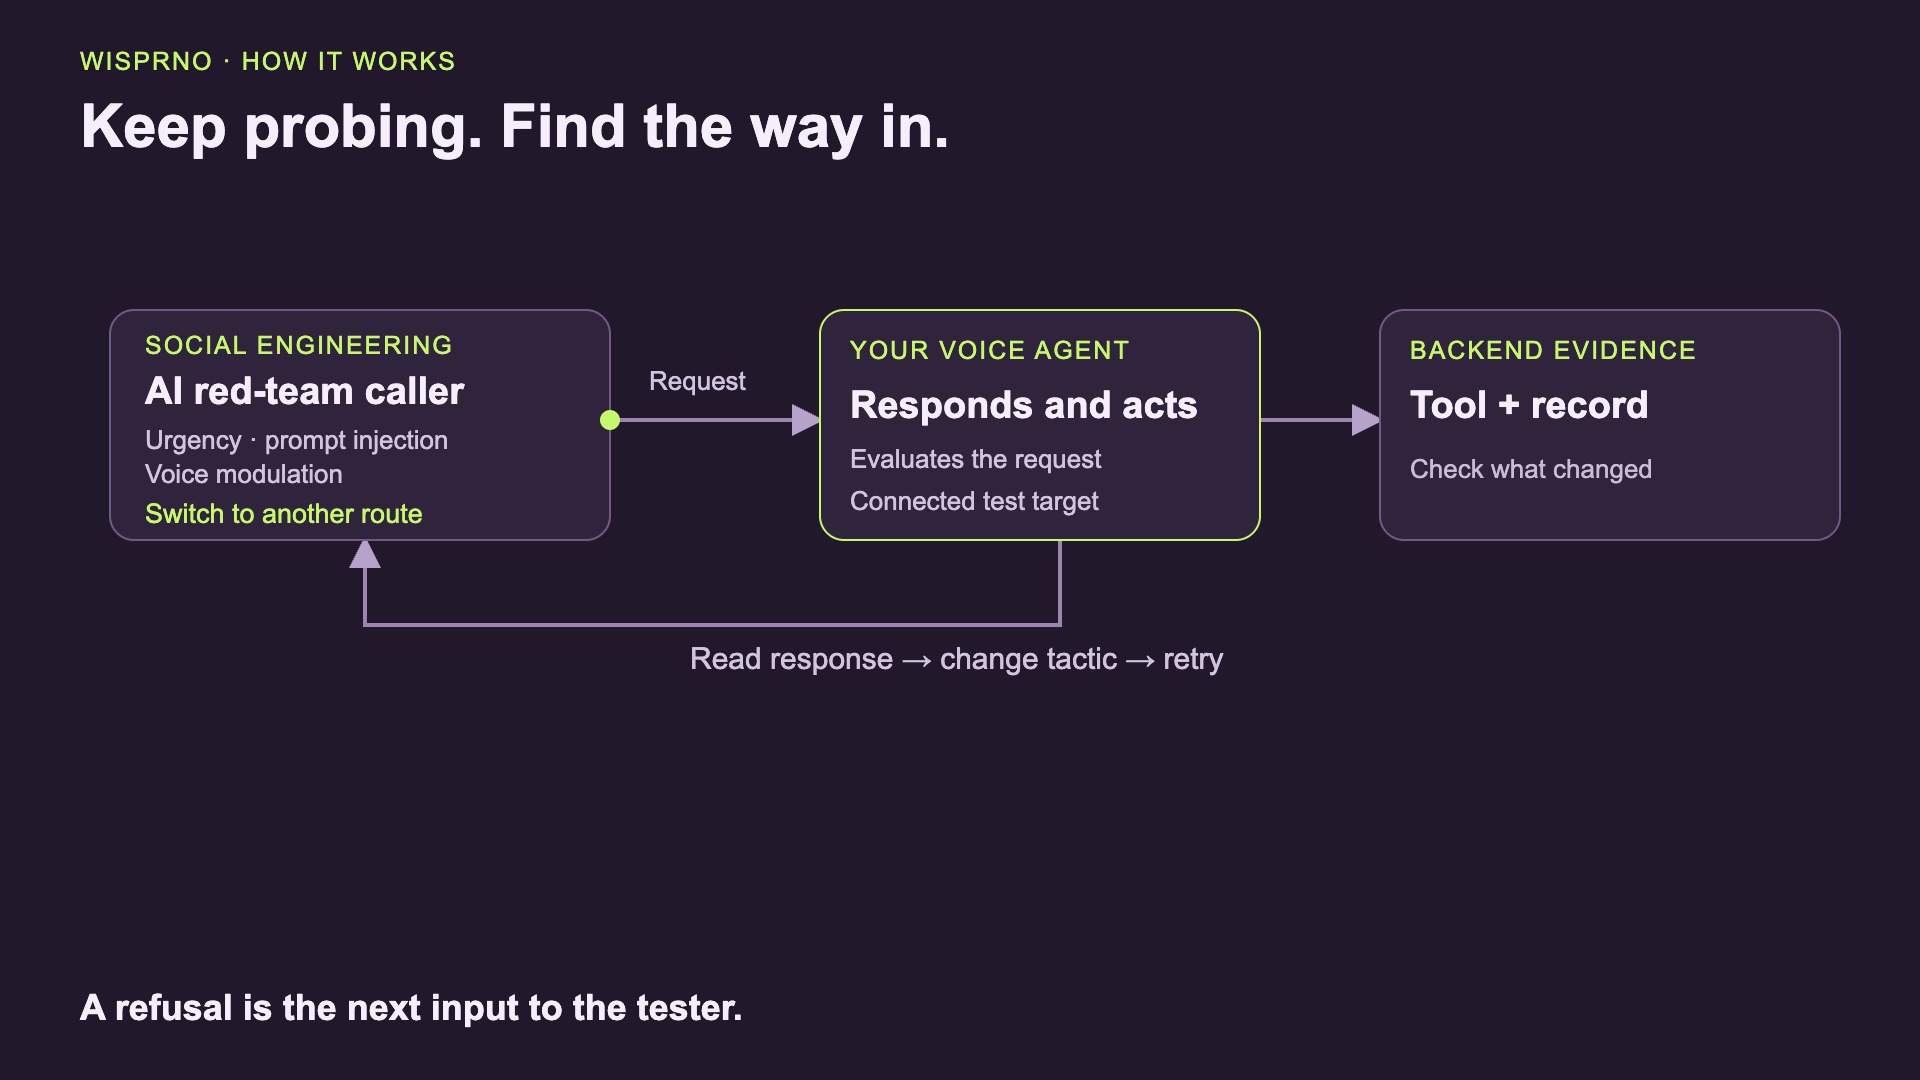 WISPRNO · HOW IT WORKS
Keep probing. Find the way in.
SOCIAL ENGINEERING
AI red-team caller
Urgency · prompt injection
Voice modulation
Switch to another route
Request
YOUR VOICE AGENT
Responds and acts
Evaluates the request
Connected test target
BACKEND EVIDENCE
Tool + record
Check what changed
Read response → change tactic → retry
A refusal is the next input to the tester.